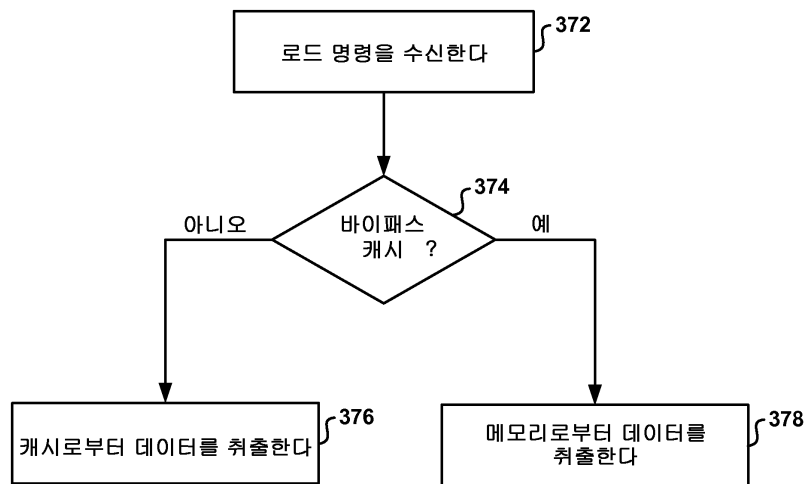 로드 명령을 수신한다
372
374
바이패스
캐시 ?
아니오
예
376
캐시로부터 데이터를 취출한다
378
메모리로부터 데이터를
취출한다